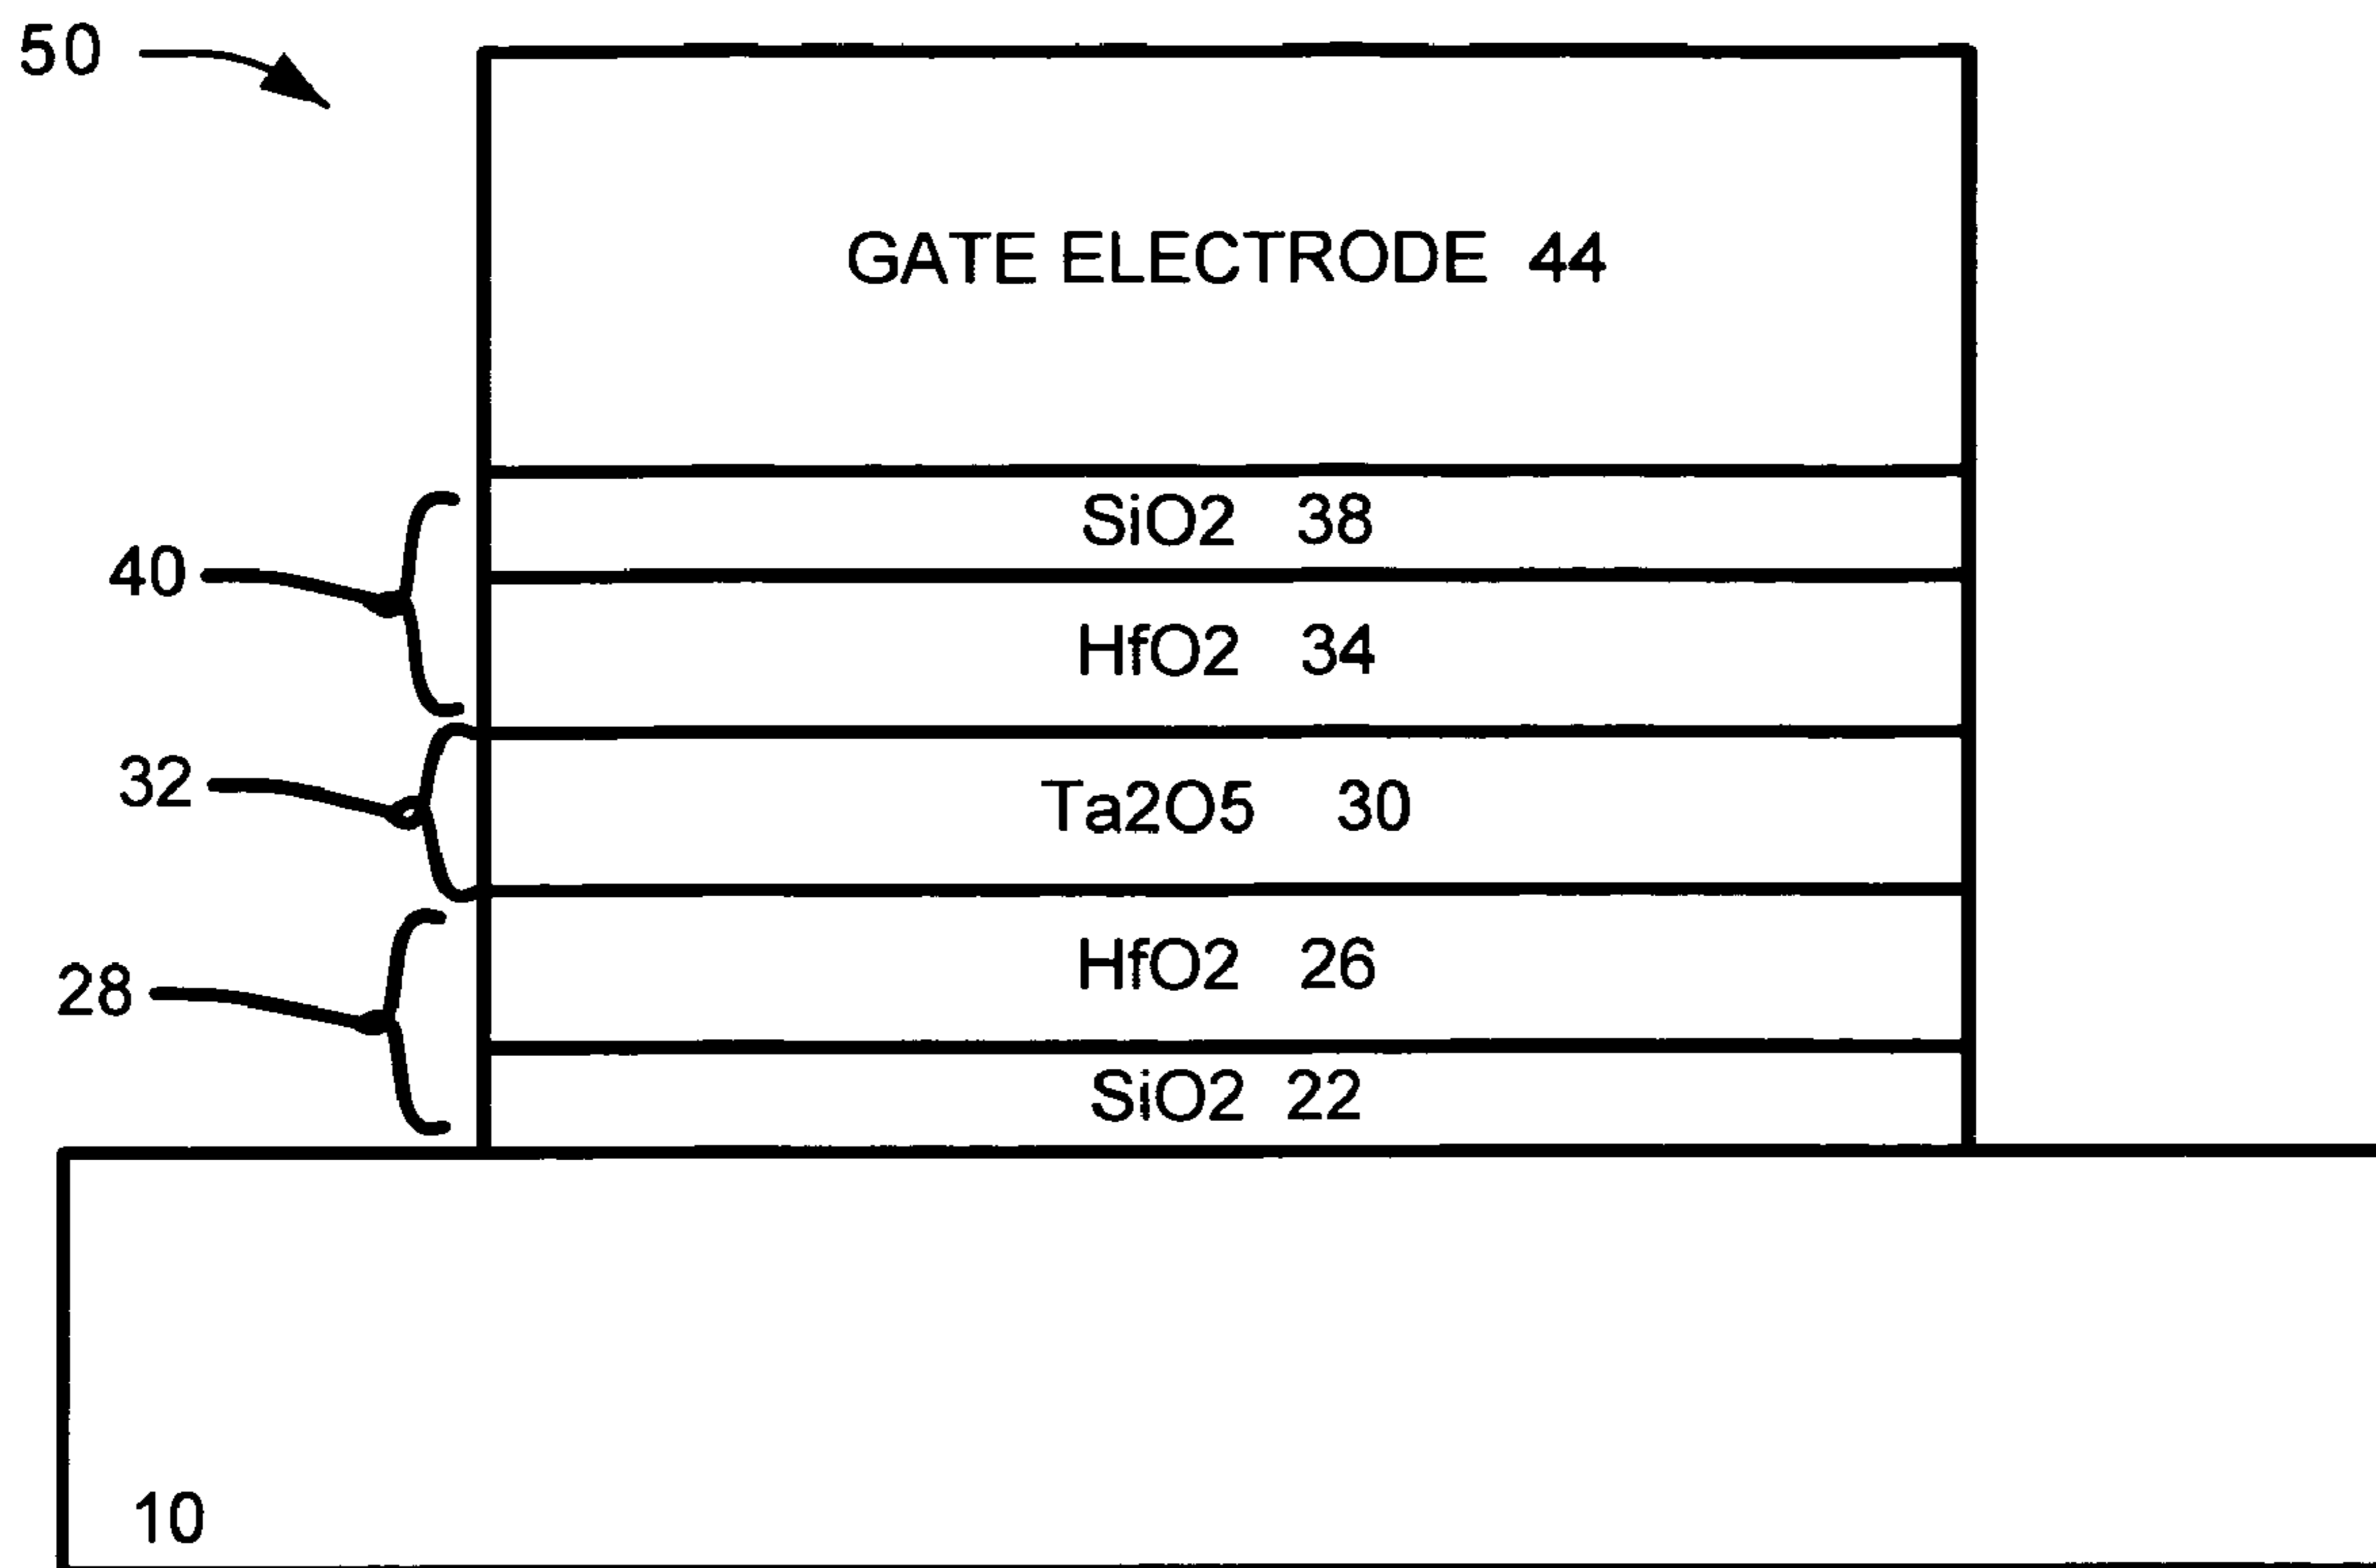 50
GATE ELECTRODE 44
SiO2 38
40
HfO2 34
32
Ta2O5 30
28
HfO2 26
SiO2 22
10